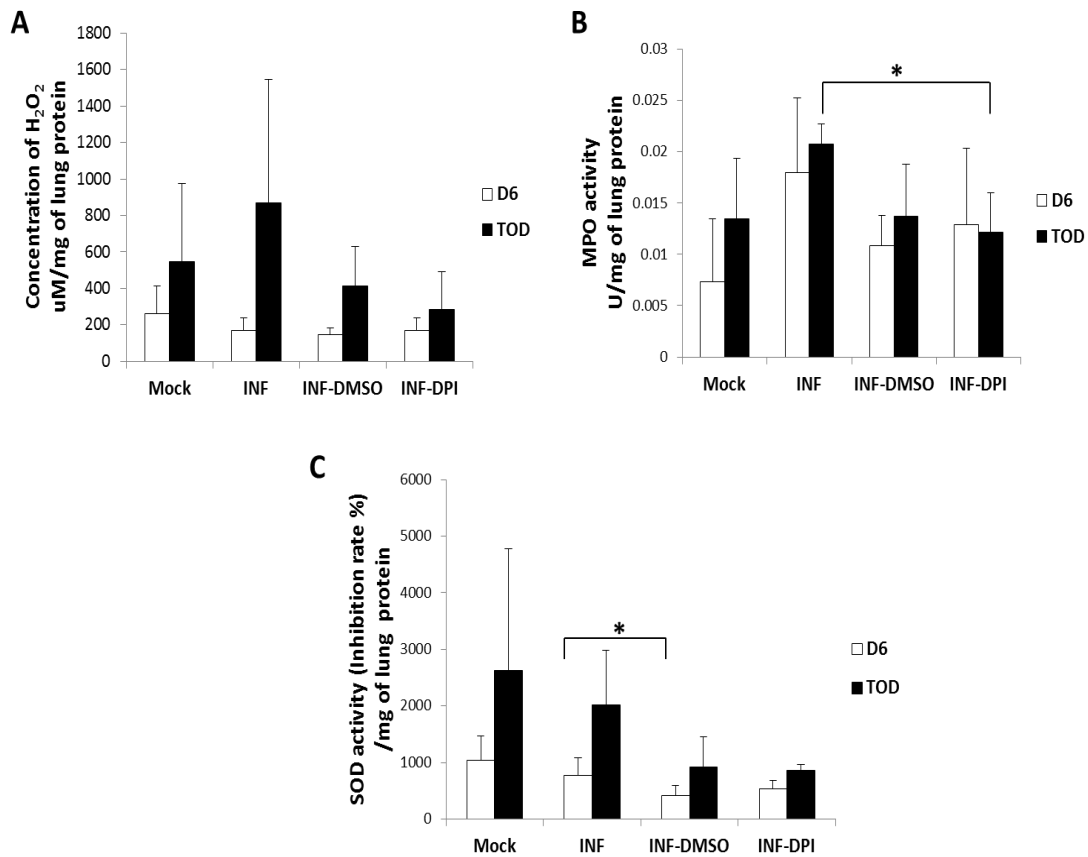 A
Concentration of H₂O₂
uM/mg of lung protein
1800
1600
1400
1200
1000
800
600
400
200
0
Mock
INF
INF-DMSO
INF-DPI
D6
TOD
B
MPO activity
U/mg of lung protein
0.03
0.025
0.02
0.015
0.01
0.005
0
*
Mock
INF
INF-DMSO
INF-DPI
D6
TOD
C
SOD activity (Inhibition rate %)
/mg of lung protein
6000
5000
4000
3000
2000
1000
0
*
Mock
INF
INF-DMSO
INF-DPI
D6
TOD